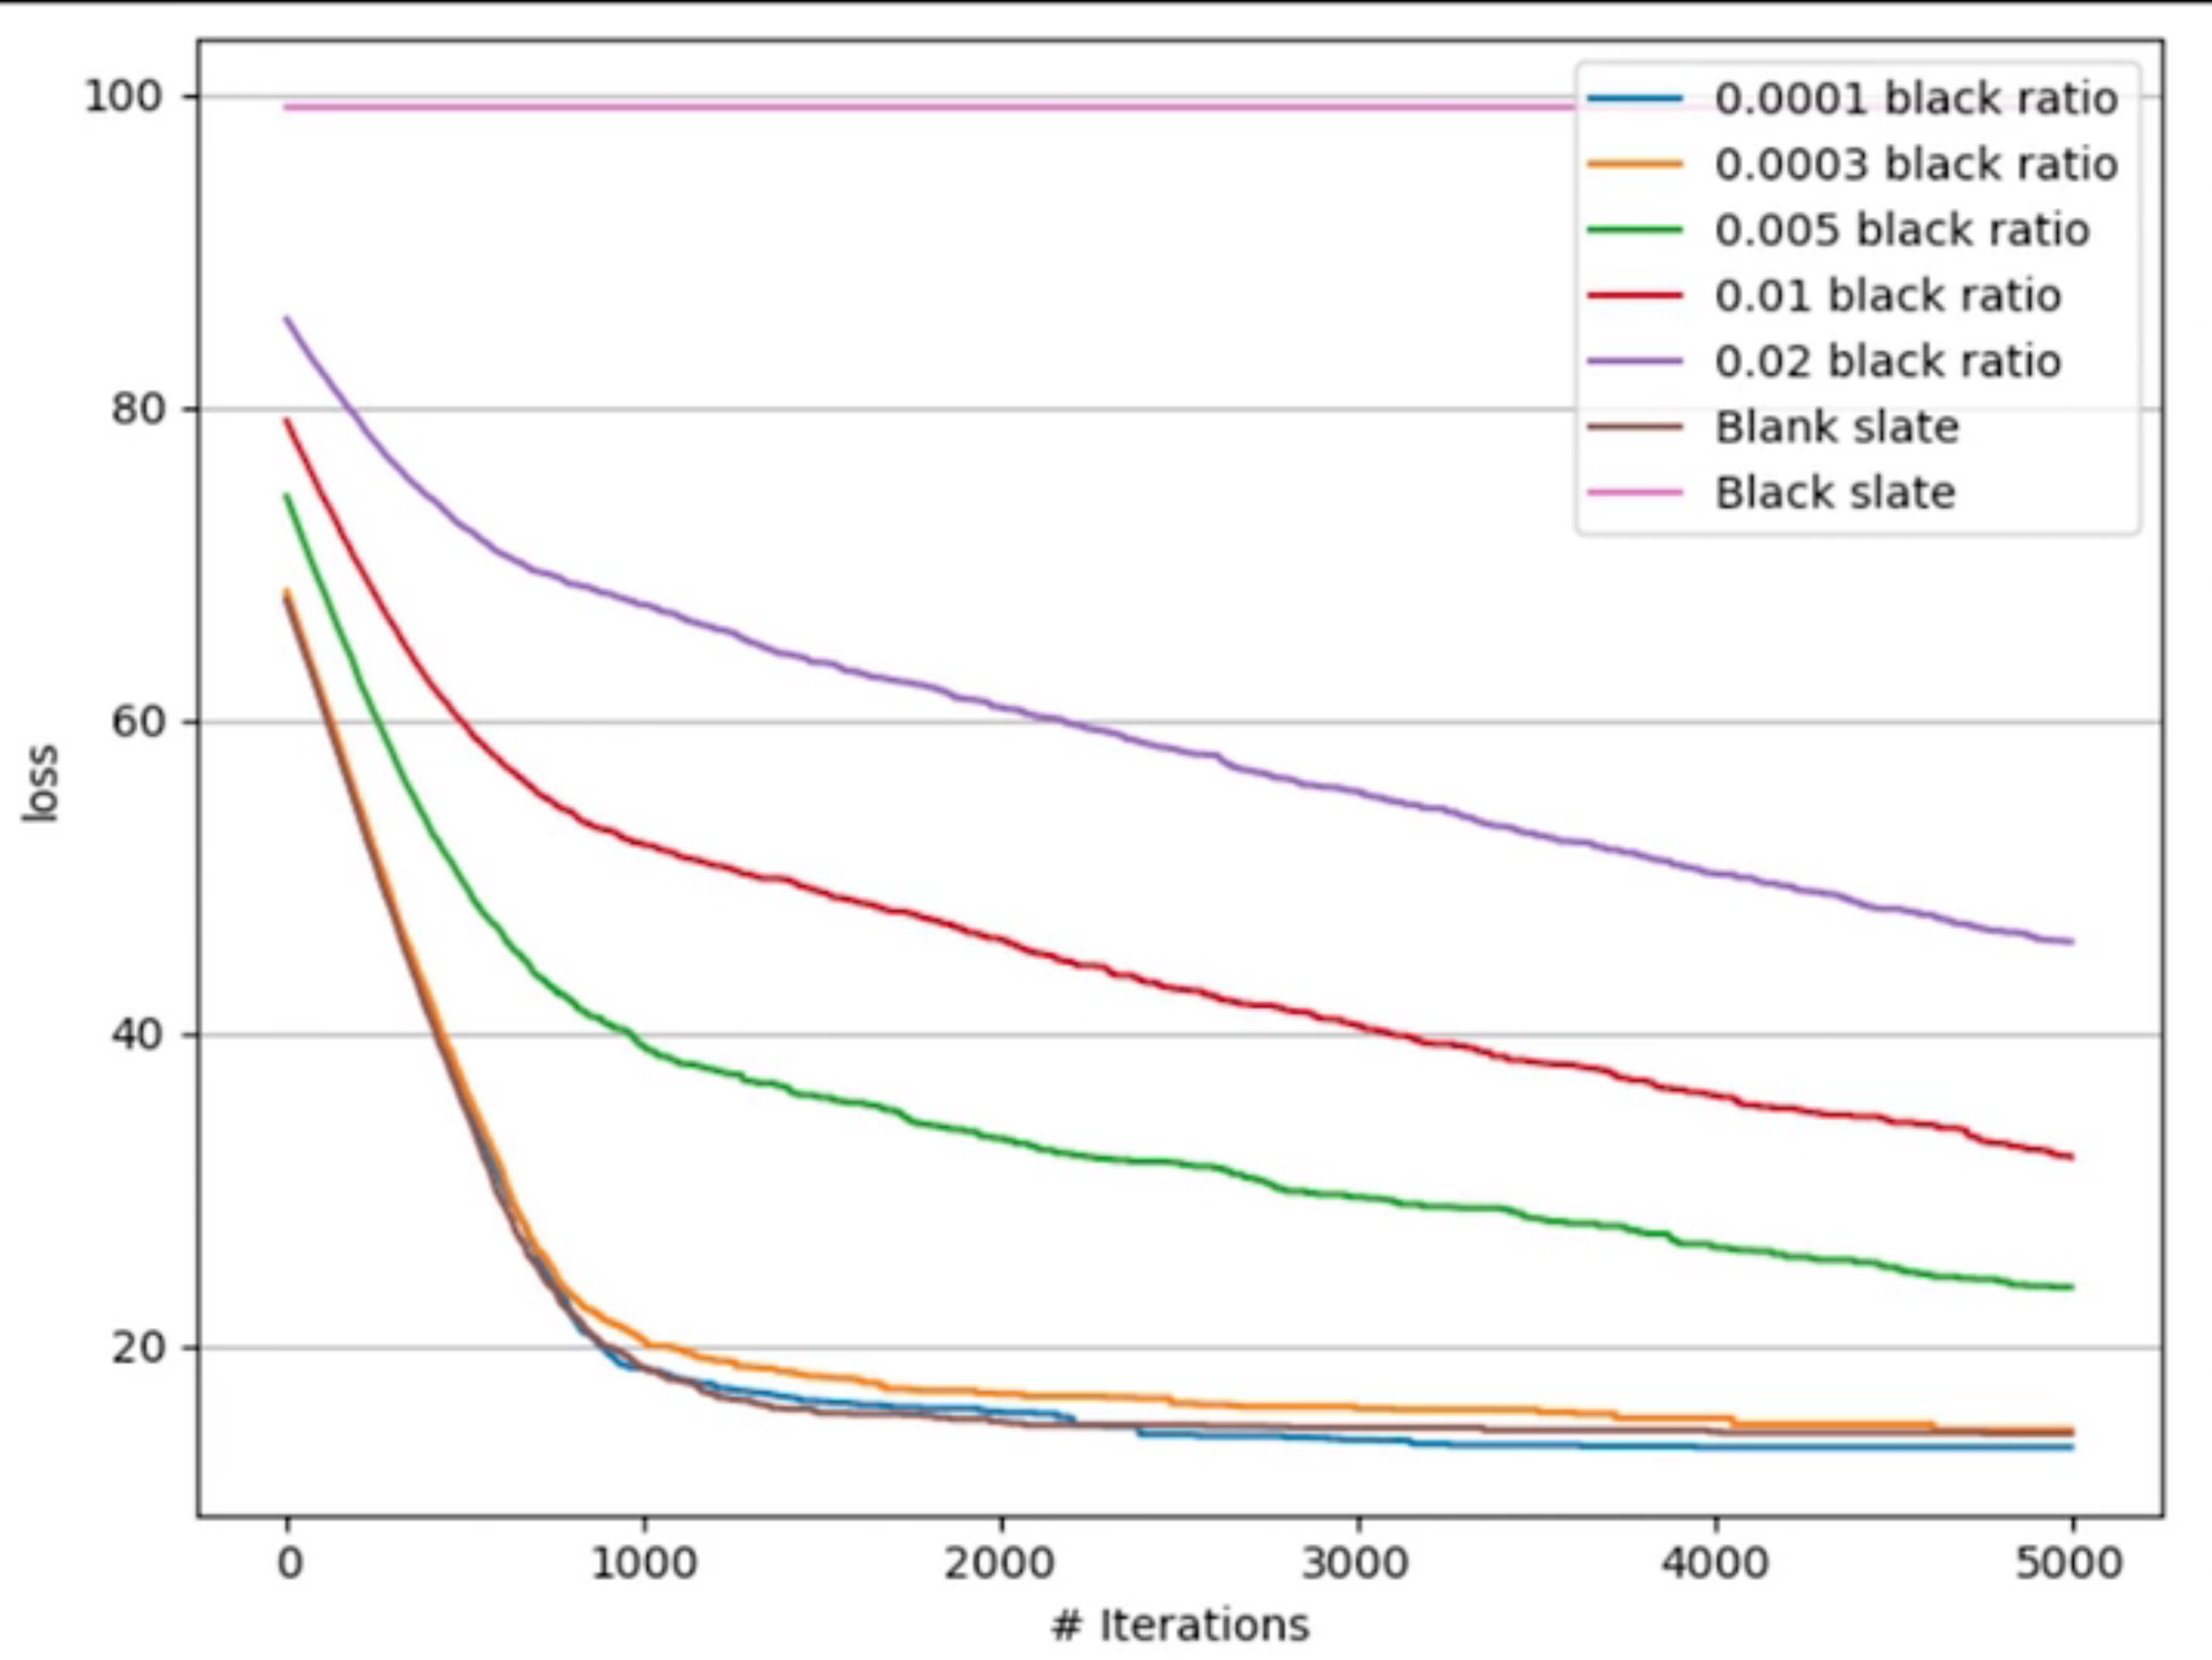 100
80
60
40
20
loss
0 1000 2000 3000 4000 5000
# Iterations
0.0001 black ratio
0.0003 black ratio
0.005 black ratio
0.01 black ratio
0.02 black ratio
Blank slate
Black slate